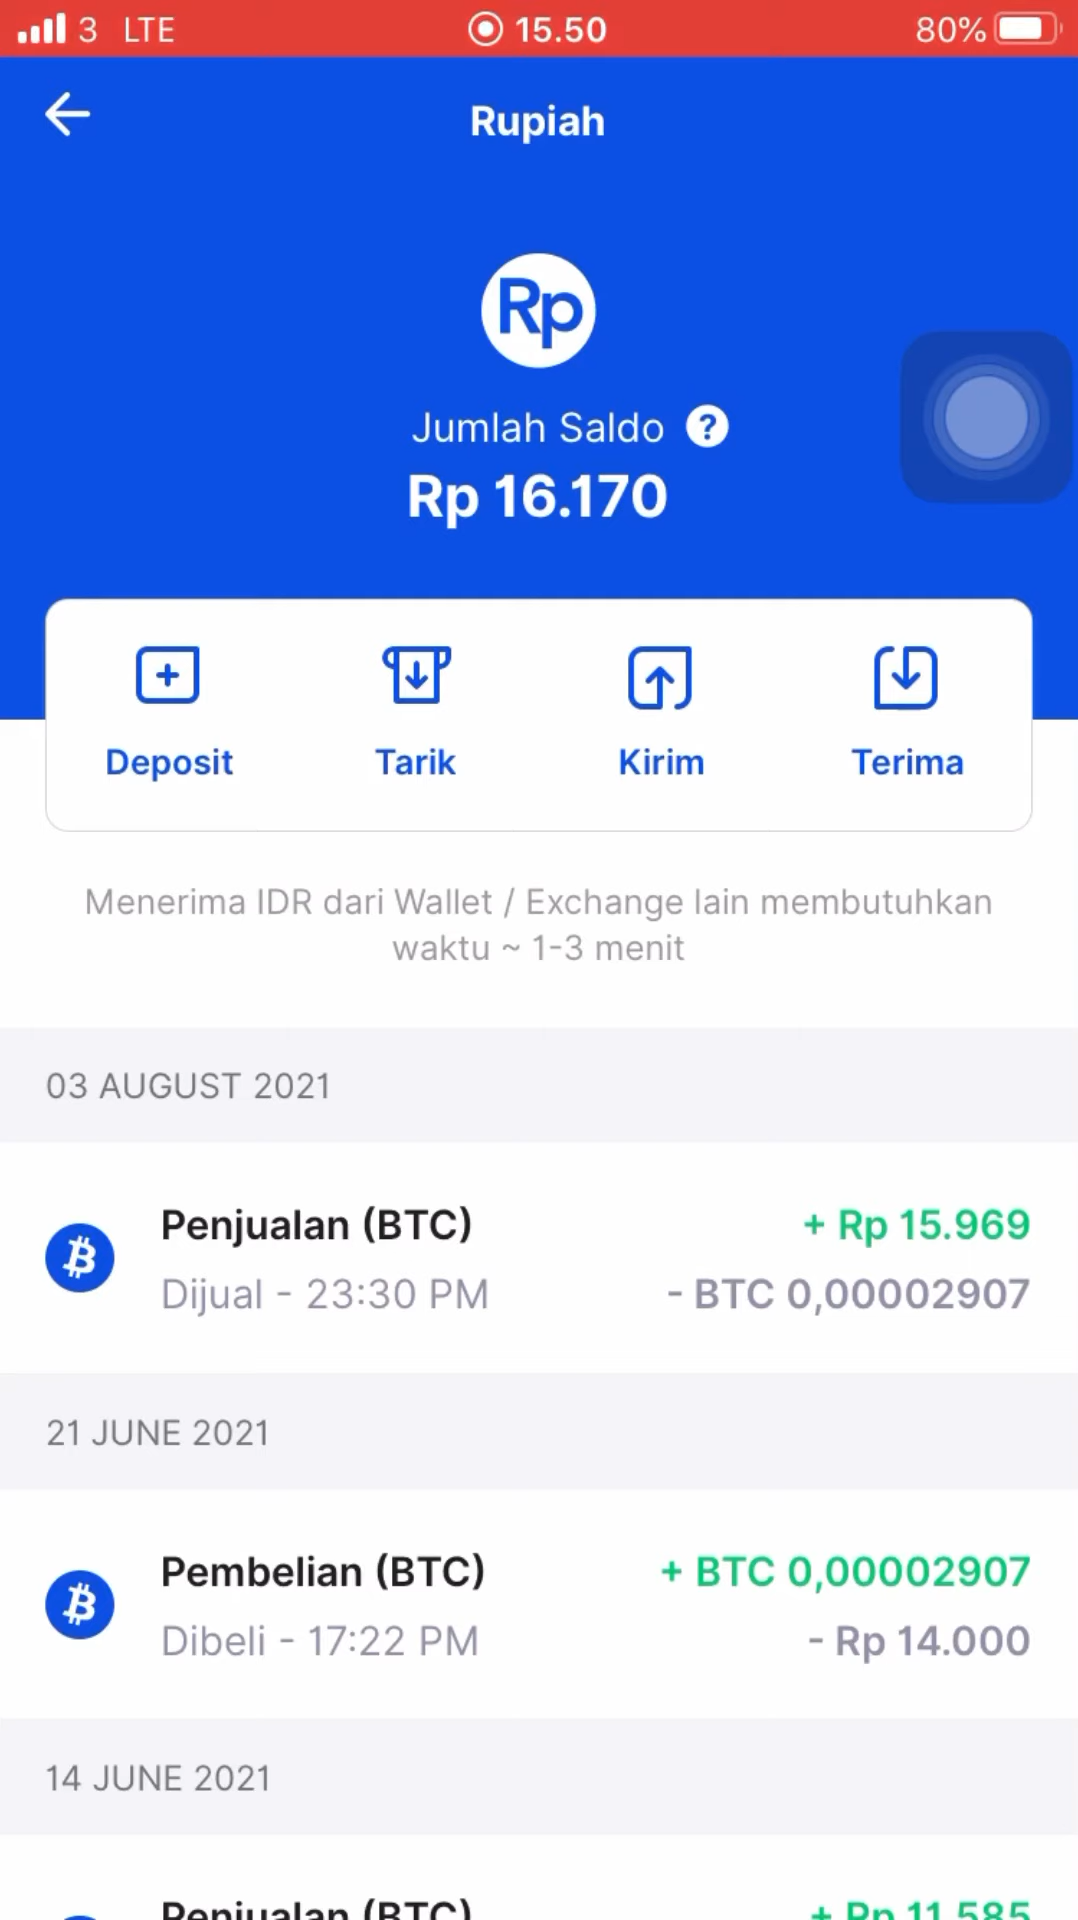 3 LTE 15.50 80%
Rupiah
Rp
Jumlah Saldo ?
Rp 16.170
Deposit Tarik Kirim Terima
Menerima IDR dari Wallet / Exchange lain membutuhkan
waktu ~ 1-3 menit
03 AUGUST 2021
Penjualan (BTC) + Rp 15.969
Dijual - 23:30 PM - BTC 0,00002907
21 JUNE 2021
Pembelian (BTC) + BTC 0,00002907
Dibeli - 17:22 PM - Rp 14.000
14 JUNE 2021
Penjualan (BTC) + Rp 11.585